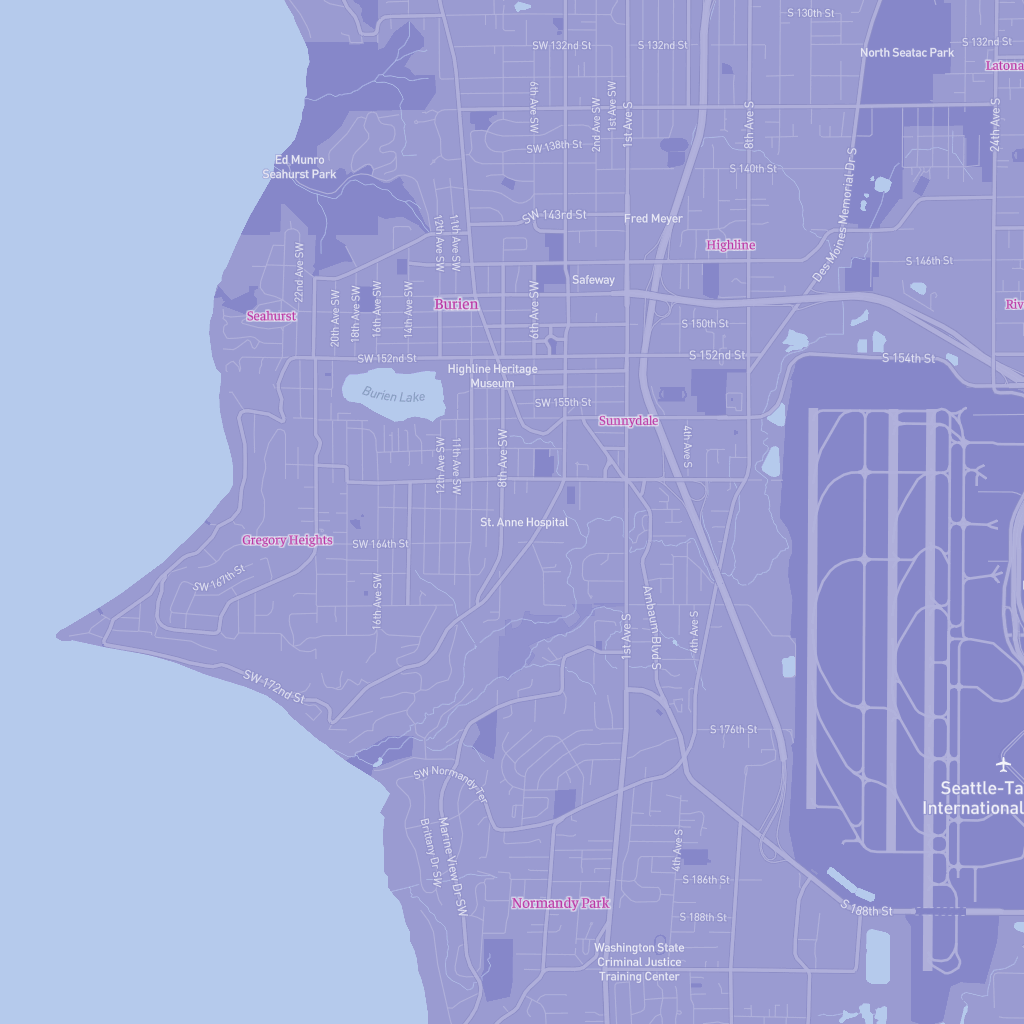 S 130th St
SW 132nd St
S 132nd St
S 132nd St
North Seatac Park
Latona
6th Ave SW
1st Ave SW
2nd Ave SW
1st Ave S
8th Ave S
24th Ave S
SW 138th St
Ed Munro
Seahurst Park
S 140th St
Des Moines Memorial Dr S
12th Ave SW
11th Ave SW
SW 143rd St
Fred Meyer
Highline
22nd Ave SW
S 146th St
Safeway
20th Ave SW
18th Ave SW
16th Ave SW
14th Ave SW
Burien
6th Ave SW
Riv
Seahurst
S 150th St
SW 152nd St
S 152nd St
S 154th St
Highline Heritage
Museum
Burien Lake
SW 155th St
Sunnydale
12th Ave SW
11th Ave SW
8th Ave SW
4th Ave S
St. Anne Hospital
Gregory Heights
SW 164th St
SW 167th St
16th Ave SW
Ambaum Blvd S
1st Ave S
4th Ave S
SW 172nd St
S 176th St
SW Normandy Ter
Seattle-Ta
International
Brittany Dr SW
Marine View Dr SW
4th Ave S
S 186th St
Normandy Park
S 188th St
S 188th St
Washington State
Criminal Justice
Training Center